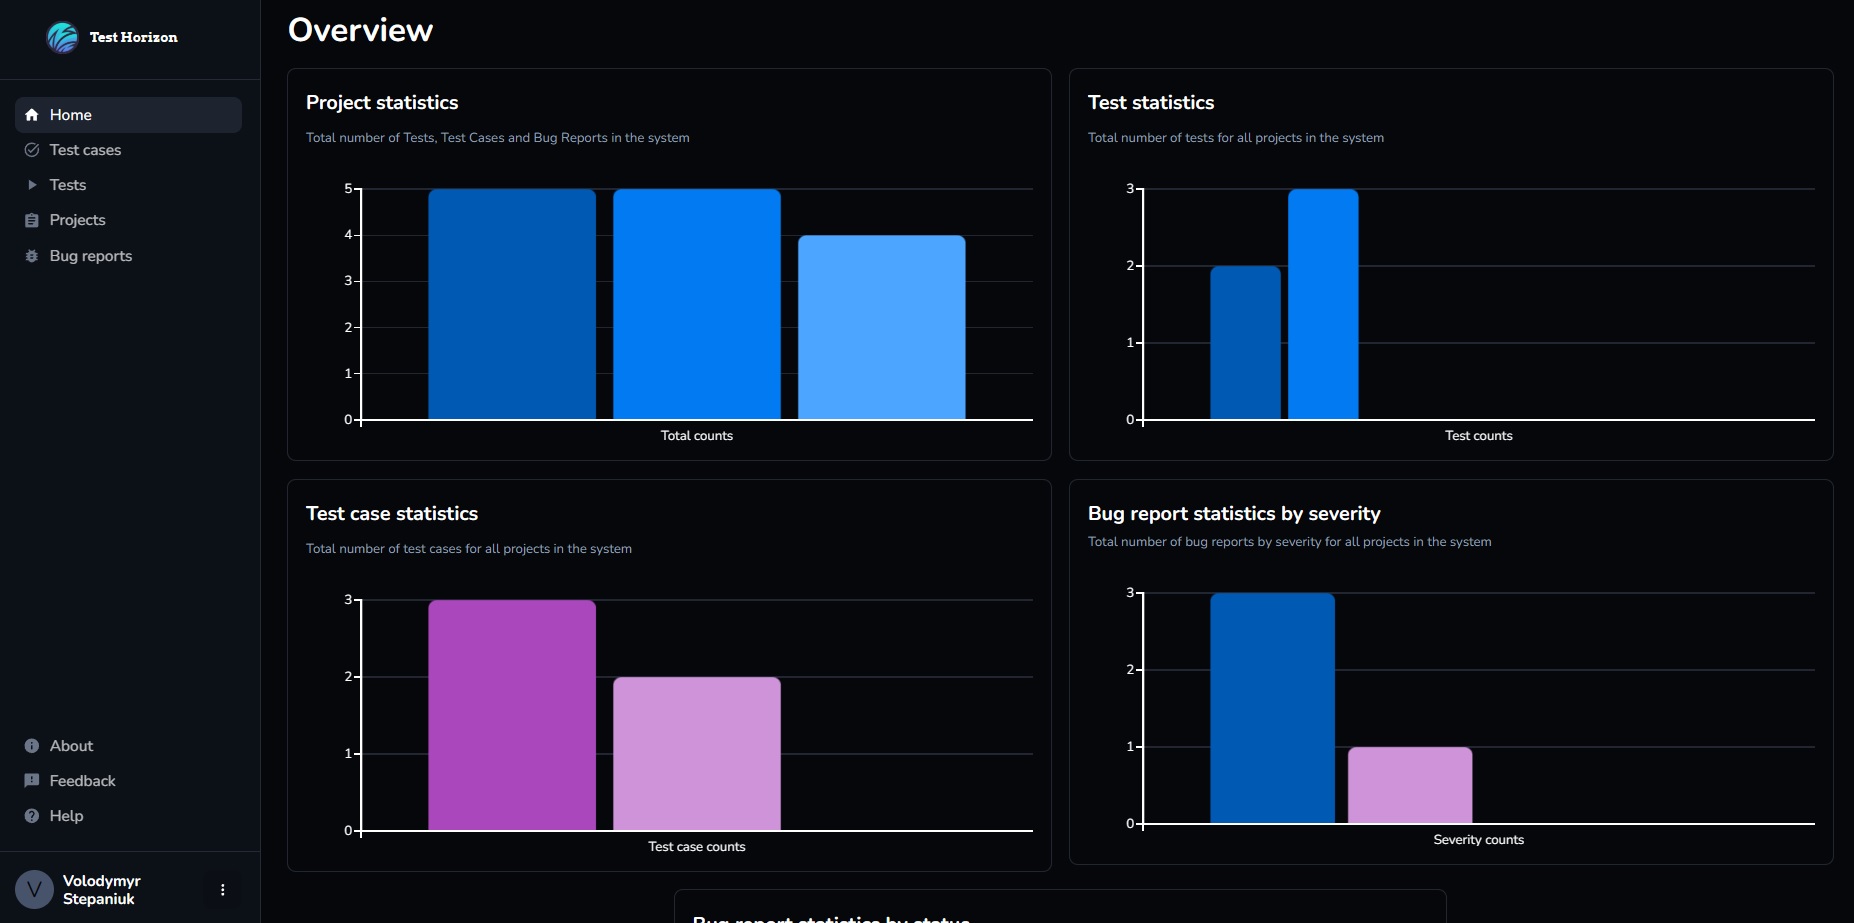 Test Horizon
Home
Test cases
Tests
Projects
Bug reports
About
Feedback
Help
V
Volodymyr
Stepaniuk
Overview
Project statistics
Total number of Tests, Test Cases and Bug Reports in the system
5
4
3
2
1
0
Total counts
Test statistics
Total number of tests for all projects in the system
3
2
1
0
Test counts
Test case statistics
Total number of test cases for all projects in the system
3
2
1
0
Test case counts
Bug report statistics by severity
Total number of bug reports by severity for all projects in the system
3
2
1
0
Severity counts
Bug report statistics by status